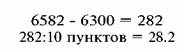 6582 - 6300 = 282
282:10 пунктов = 28.2